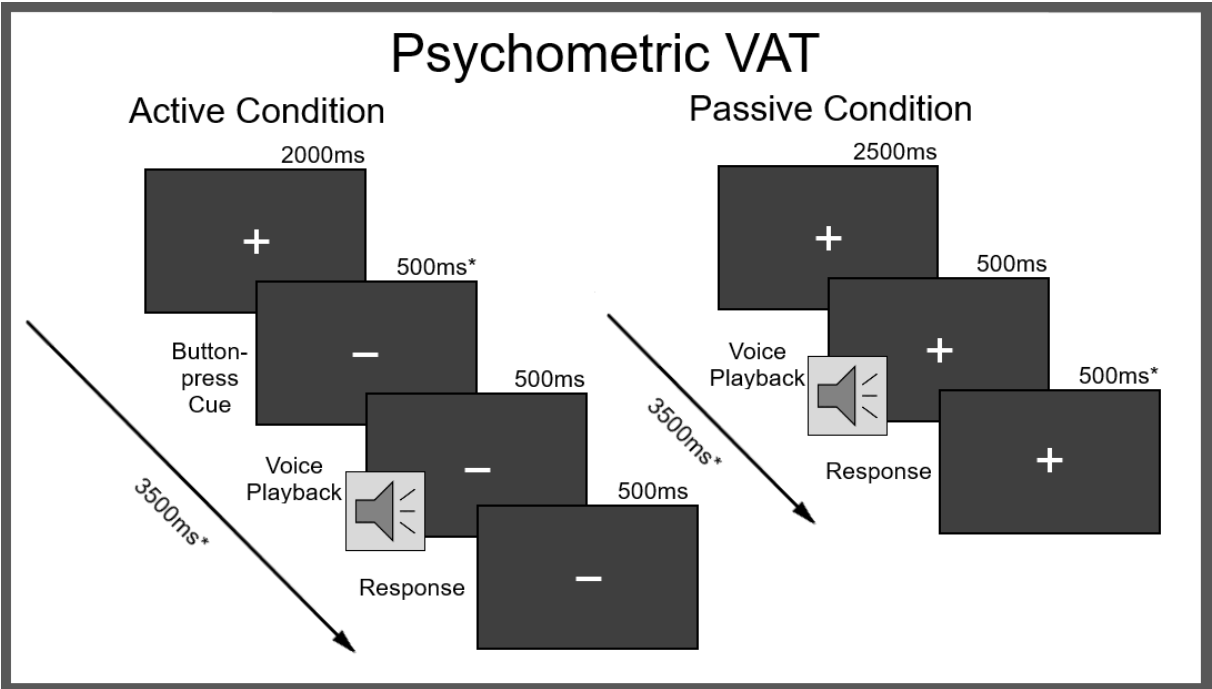 Psychometric VAT
Active Condition
2000ms
500ms*
Button-
press
Cue
500ms
Voice
Playback
500ms
Response
3500ms*
Passive Condition
2500ms
500ms
Voice
Playback
500ms*
Response
3500ms*